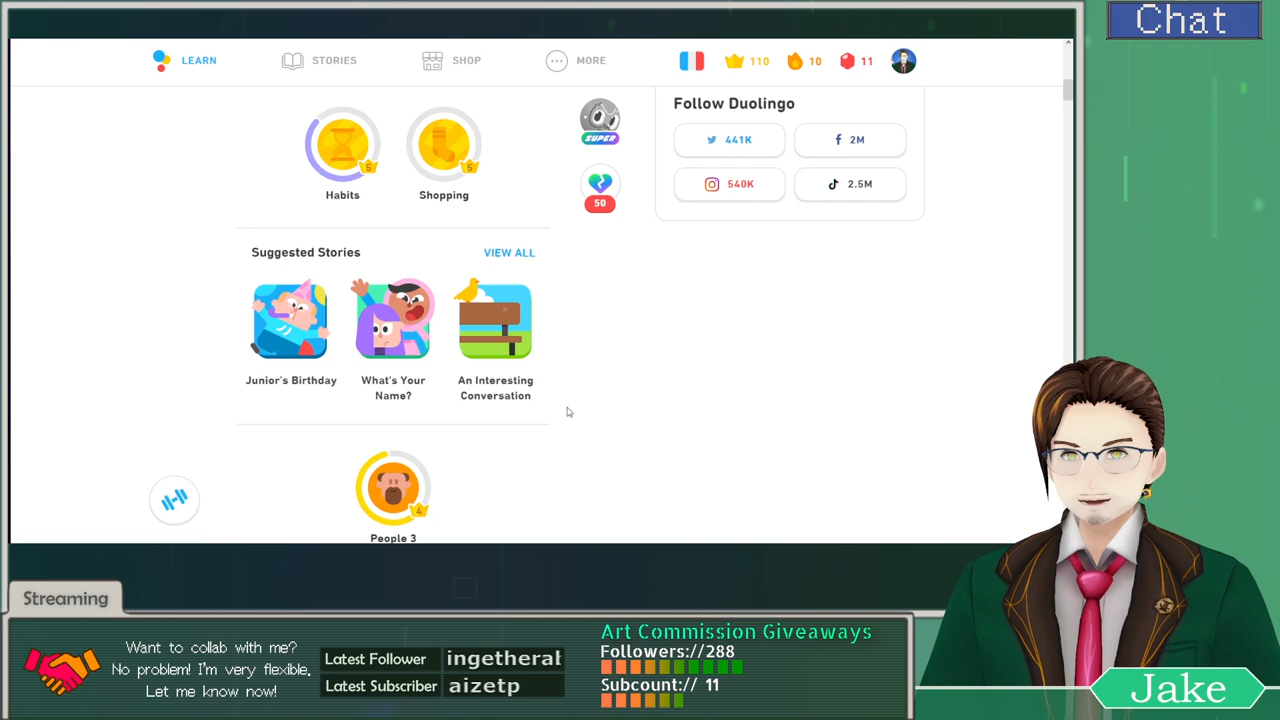 Chat
LEARN
STORIES
SHOP
MORE
110
10
11
5
5
Habits
Shopping
SUPER
50
Follow Duolingo
441K
2M
540K
2.5M
Suggested Stories
VIEW ALL
Junior's Birthday
What's Your
Name?
An Interesting
Conversation
4
People 3
Streaming
Want to collab with me?
No problem! I'm very flexible.
Let me know now!
Latest Follower
ingetheral
Latest Subscriber
aizetp
Art Commission Giveaways
Followers://288
Subcount:// 11
Jake